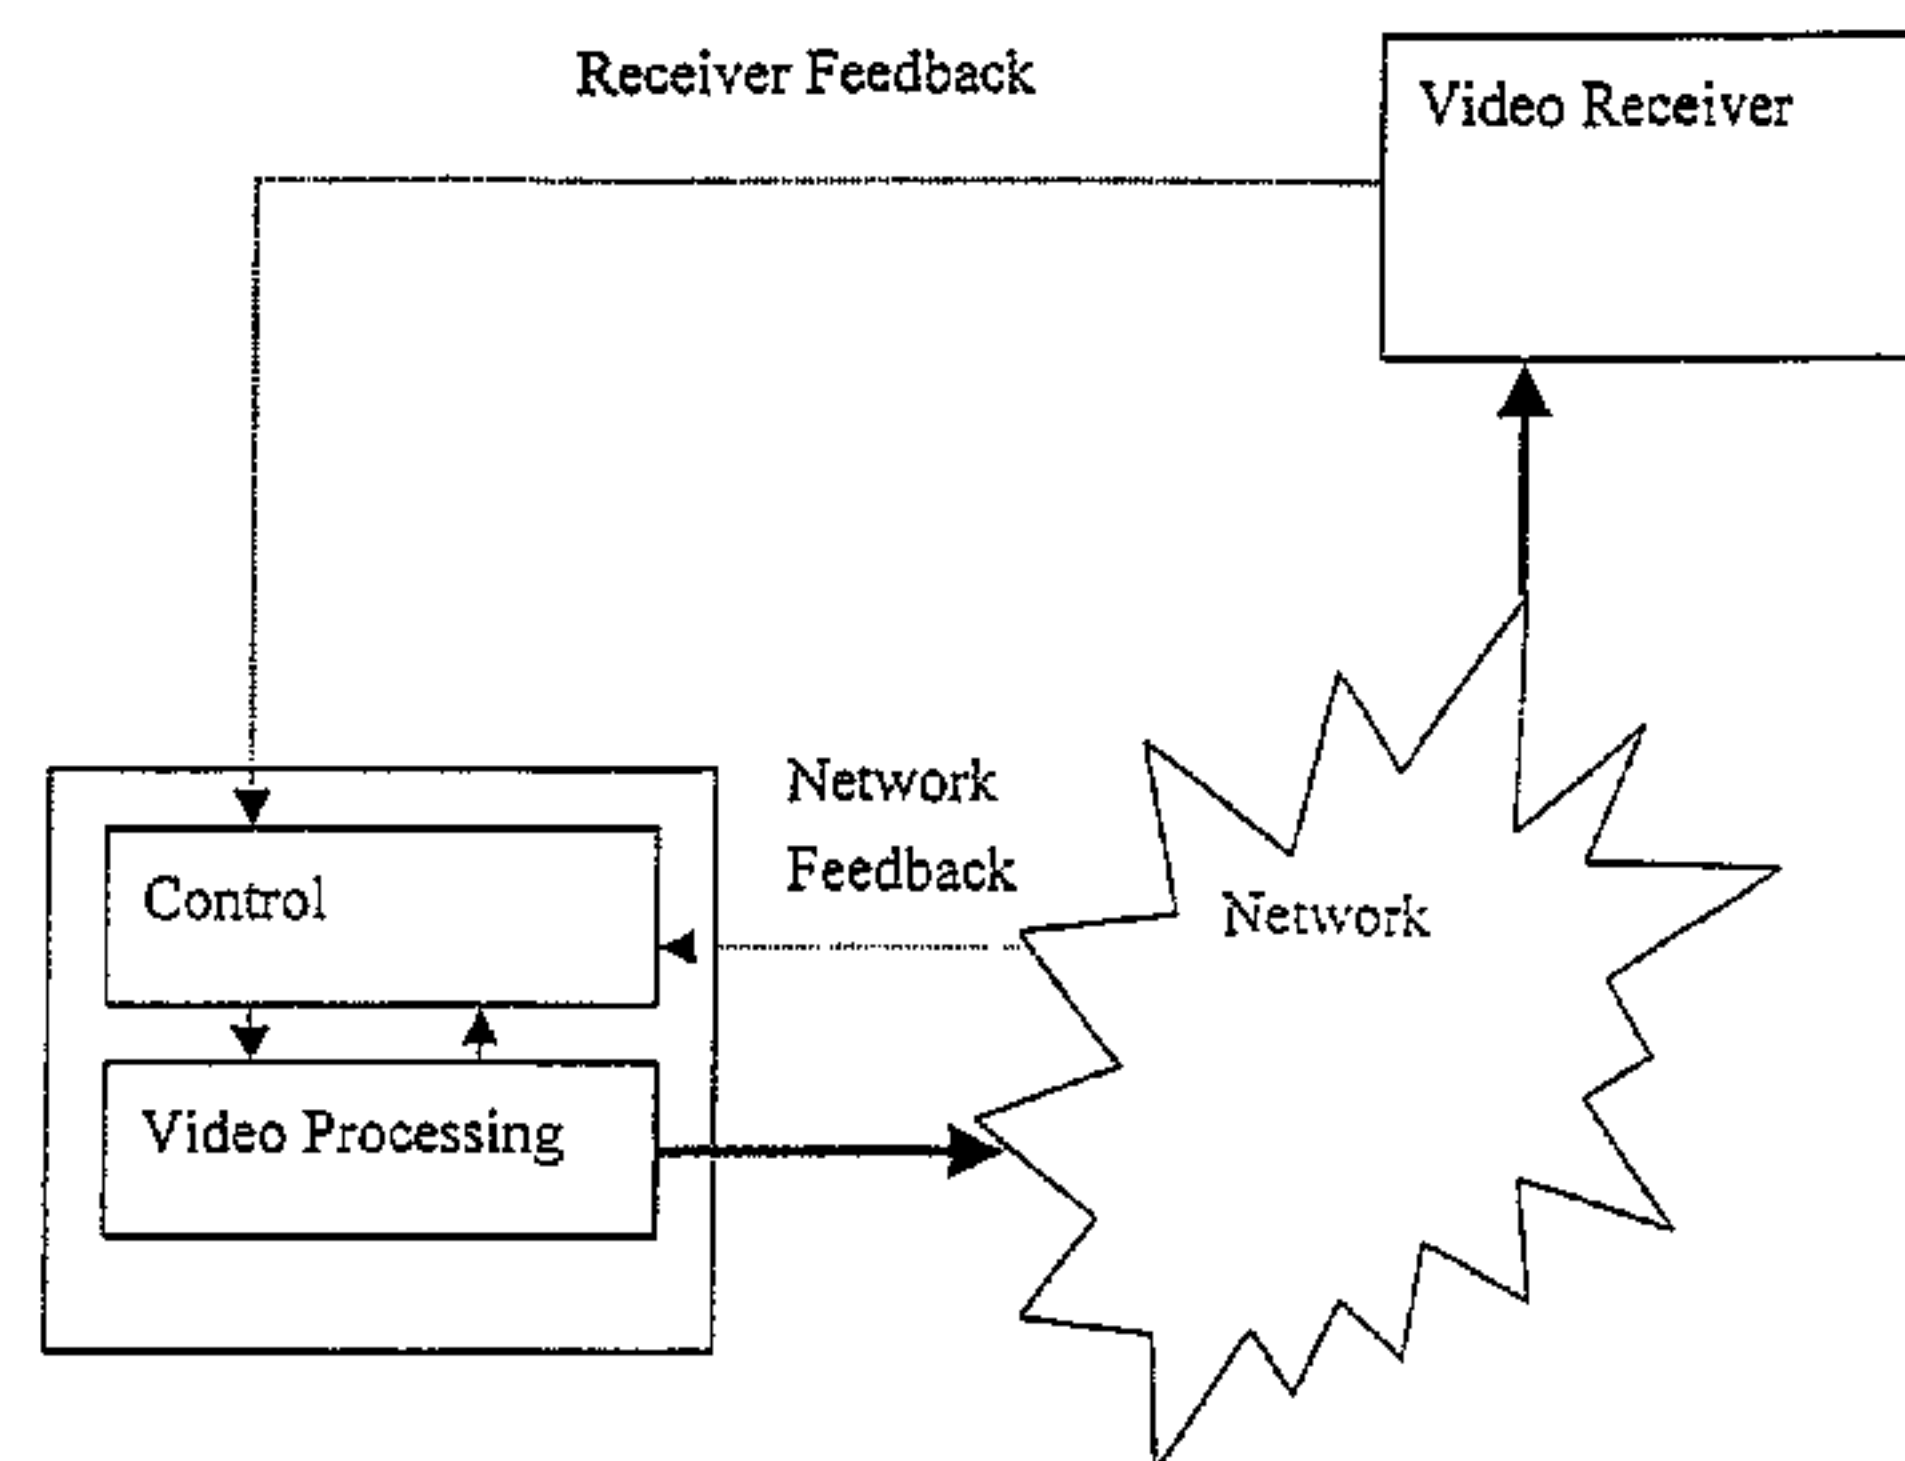 Receiver Feedback
Video Receiver
Network
Feedback
Network
Control
Video Processing